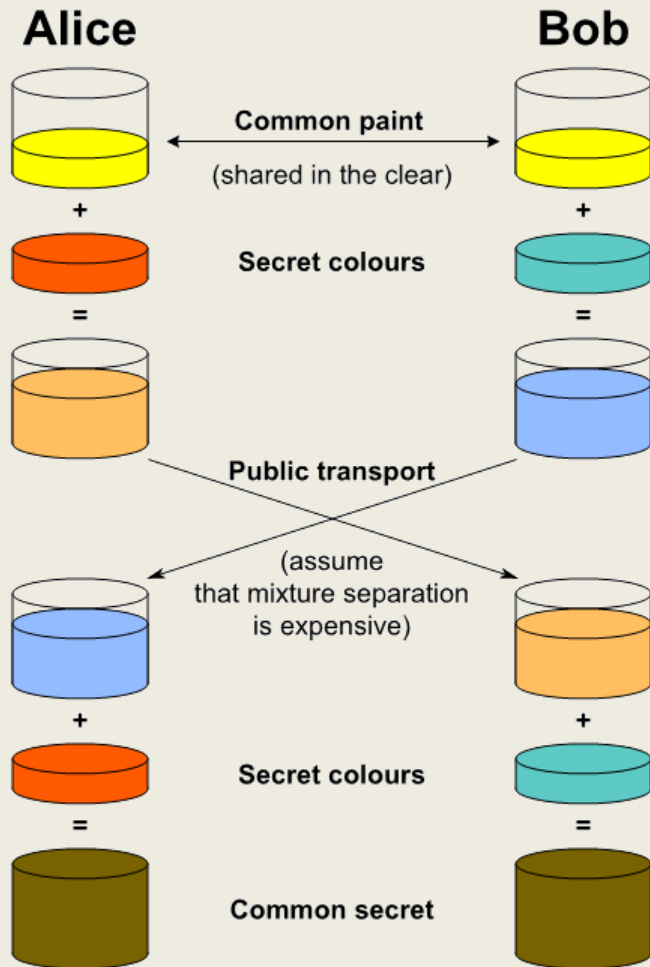 Alice
Bob
Common paint
(shared in the clear)
+
+
Secret colours
=
=
Public transport
(assume
that mixture separation
is expensive)
+
+
Secret colours
=
=
Common secret